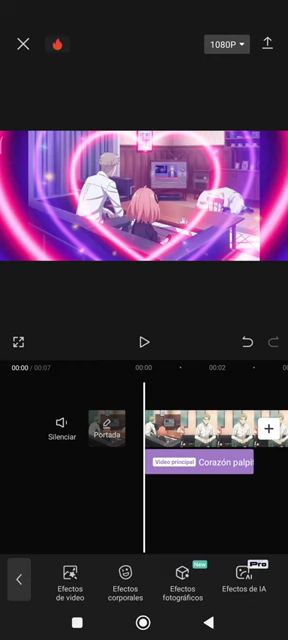 1080P
00:00 / 00:07
00:00
00:02
Silenciar
Portada
Video principal
Corazón palpit
New
Pro
Efectos de video
Efectos corporales
Efectos fotográficos
Efectos de IA
AI